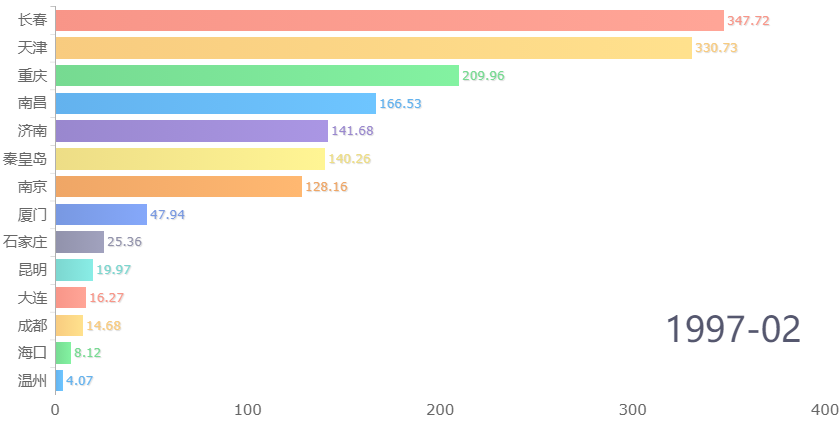 长春 347.72
天津 330.73
重庆 209.96
南昌 166.53
济南 141.68
秦皇岛 140.26
南京 128.16
厦门 47.94
石家庄 25.36
昆明 19.97
大连 16.27
成都 14.68
海口 8.12
温州 4.07
1997-02
0 100 200 300 400